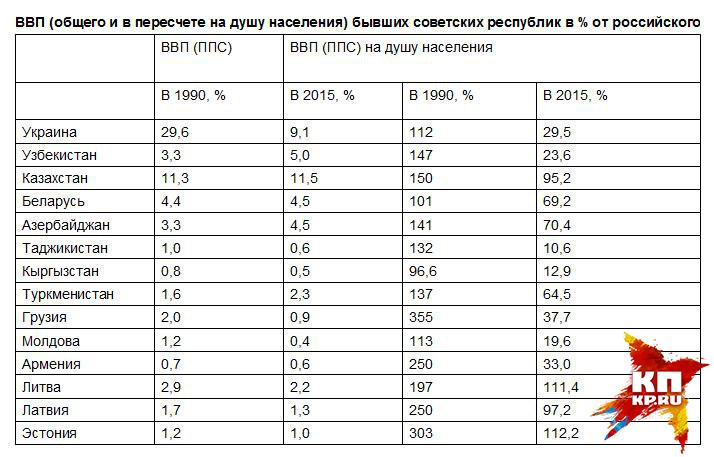 ВВП (общего и в пересчете на душу населения) бывших советских республик в % от российского
ВВП (ППС) ВВП (ППС) на душу населения
В 1990, % В 2015, % В 1990, % В 2015, %
Украина 29,6 9,1 112 29,5
Узбекистан 3,3 5,0 147 23,6
Казахстан 11,3 11,5 150 95,2
Беларусь 4,4 4,5 101 69,2
Азербайджан 3,3 4,5 141 70,4
Таджикистан 1,0 0,6 132 10,6
Кыргызстан 0,8 0,5 96,6 12,9
Туркменистан 1,6 2,3 137 64,5
Грузия 2,0 0,9 355 37,7
Молдова 1,2 0,4 113 19,6
Армения 0,7 0,6 250 33,0
Литва 2,9 2,2 197 111,4
Латвия 1,7 1,3 250 97,2
Эстония 1,2 1,0 303 112,2
КП
KP.RU